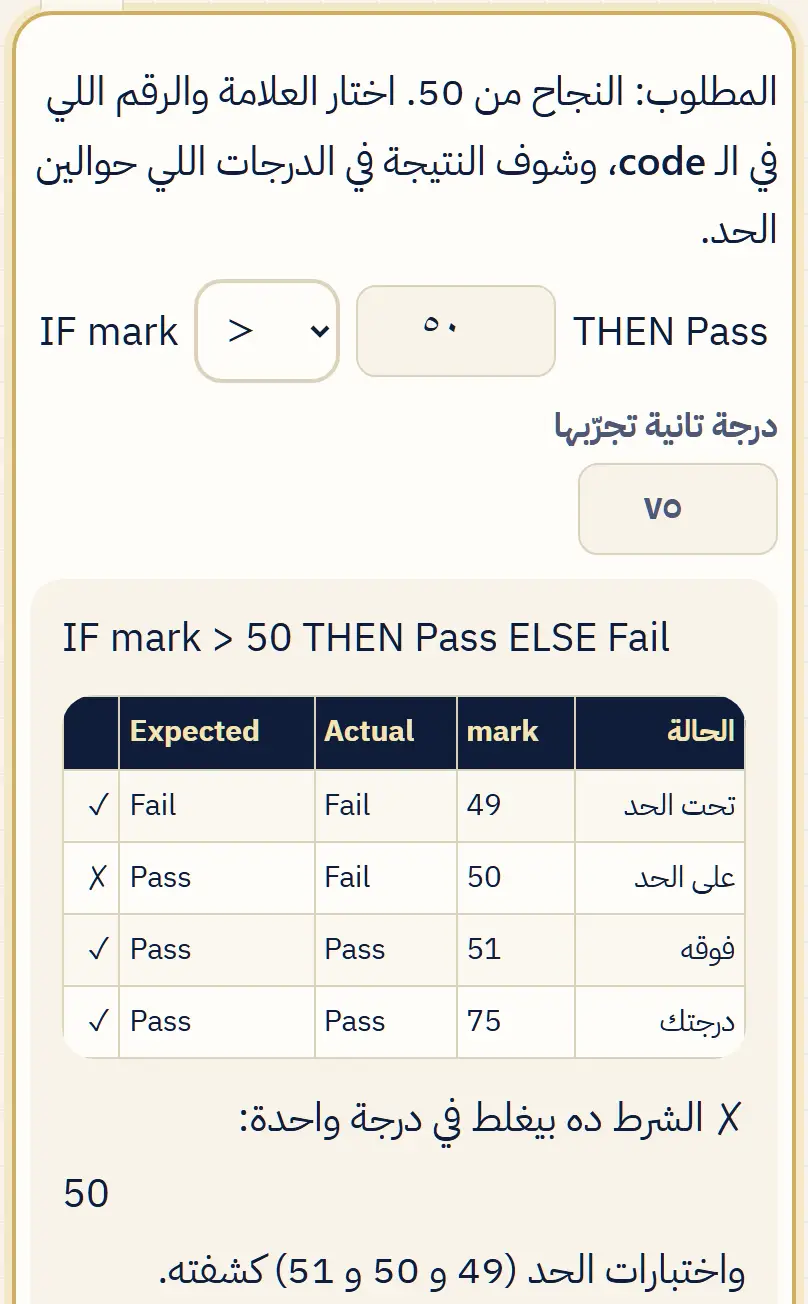 المطلوب: النجاح من 50. اختار العلامة والرقم اللي
في الـ code، وشوف النتيجة في الدرجات اللي حوالين
الحد.
IF mark > ٥٠ THEN Pass
درجة تانية تجرّبها
٧٥
IF mark > 50 THEN Pass ELSE Fail
الحالة mark Actual Expected
تحت الحد 49 Fail Fail ✓
على الحد 50 Fail Pass ✗
فوقه 51 Pass Pass ✓
درجتك 75 Pass Pass ✓
✗ الشرط ده بيغلط في درجة واحدة:
50
واختبارات الحد (49 و 50 و 51) كشفته.